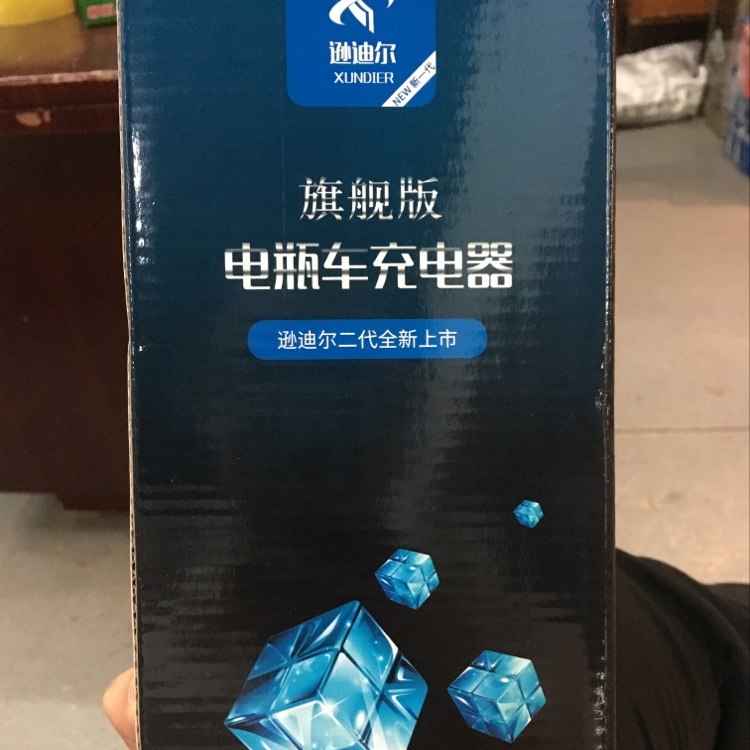 逊迪尔
XUNDIER
NEW 新一代
旗舰版
电瓶车充电器
逊迪尔二代全新上市